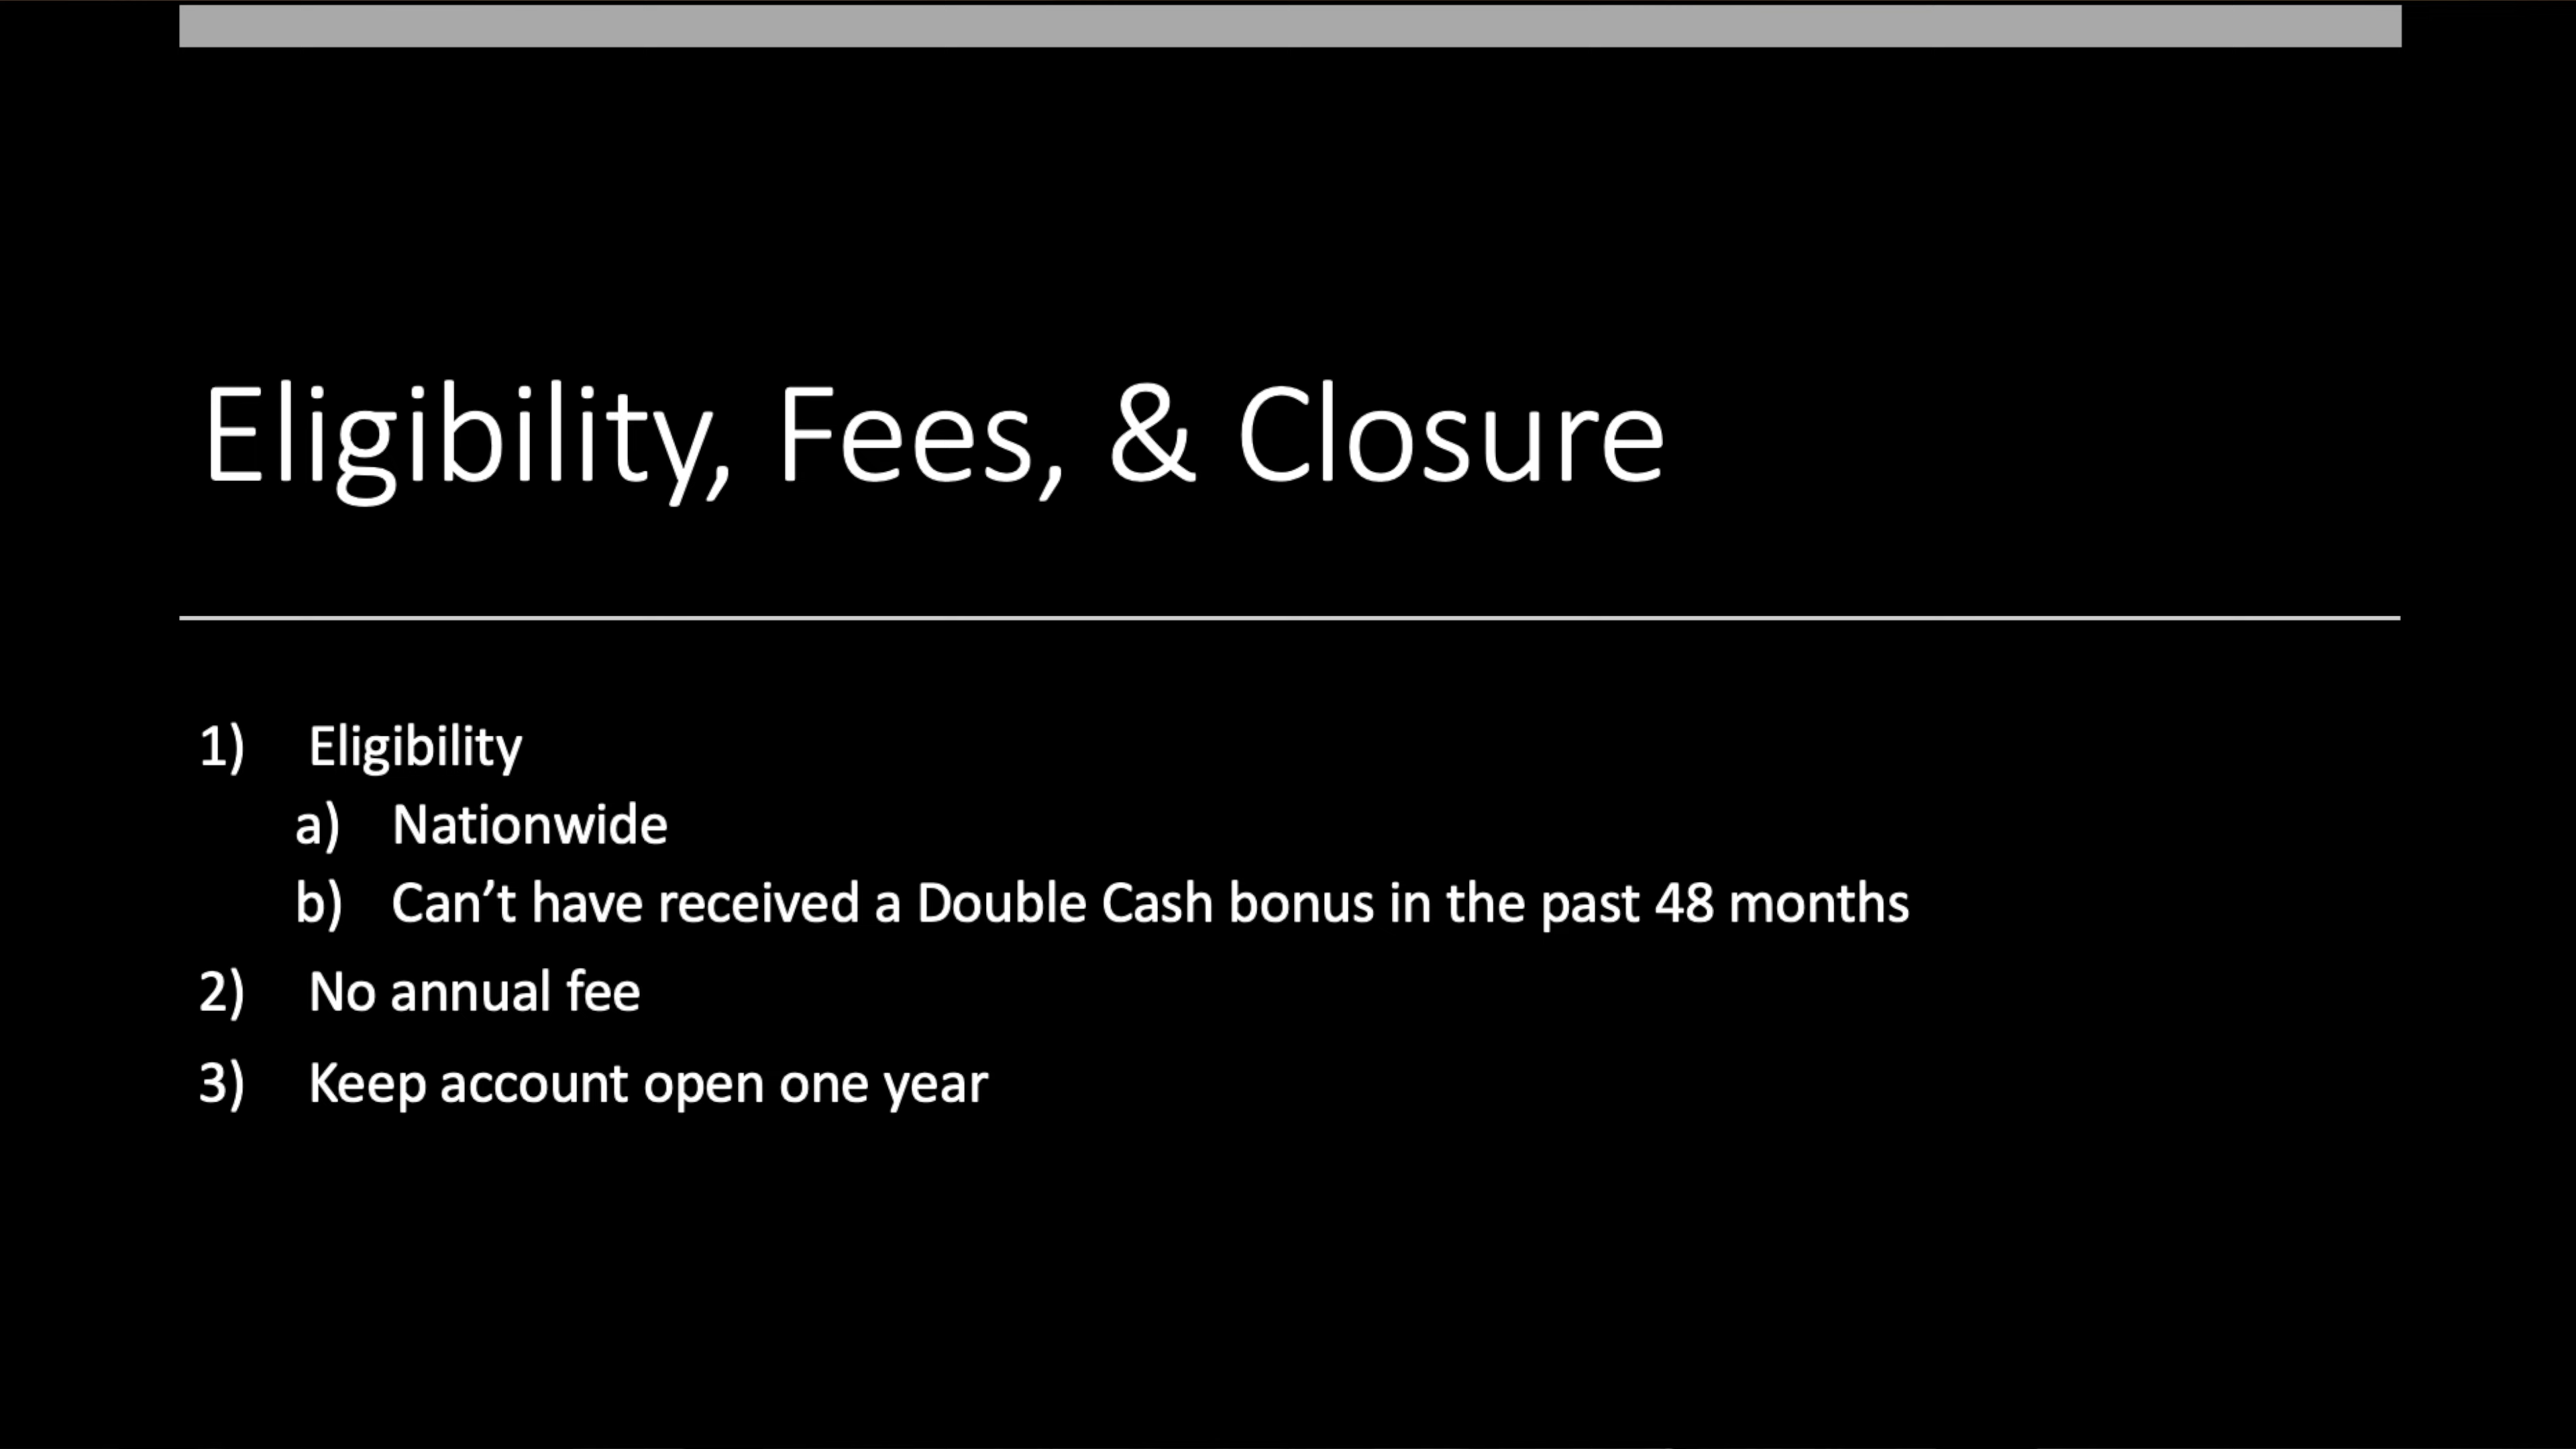 Eligibility, Fees, & Closure
1) Eligibility
a) Nationwide
b) Can’t have received a Double Cash bonus in the past 48 months
2) No annual fee
3) Keep account open one year